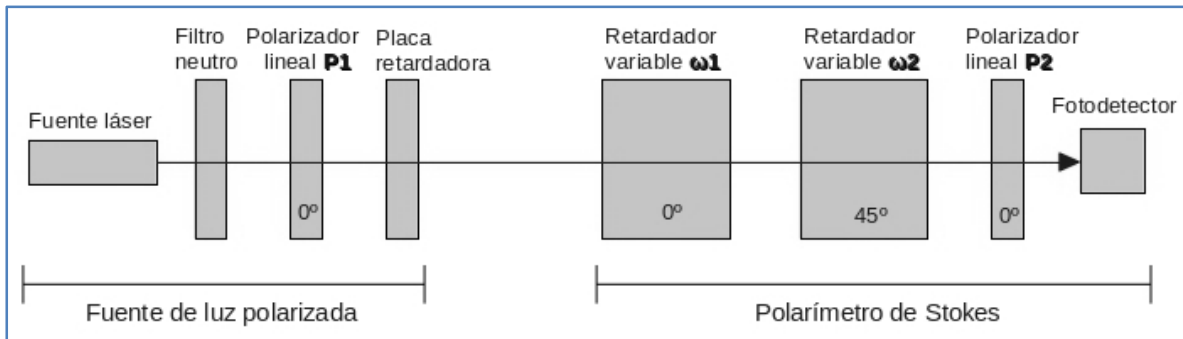 Filtro
neutro
Polarizador
lineal P1
Placa
retardadora
Retardador
variable ω1
Retardador
variable ω2
Polarizador
lineal P2
Fotodetector
Fuente láser
0º
0º
45º
0º
Fuente de luz polarizada
Polarímetro de Stokes